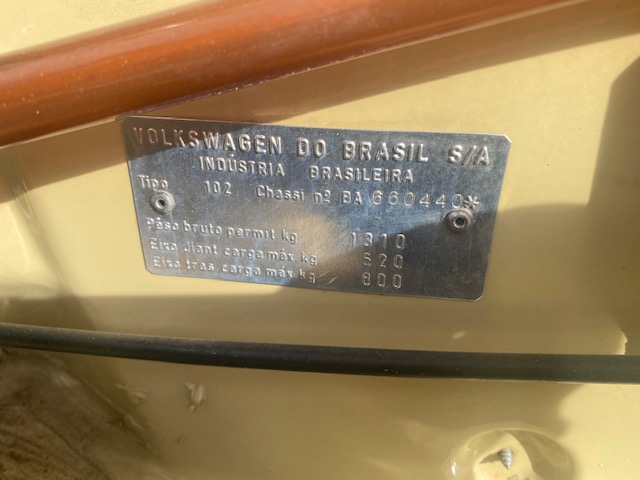 VOLKSWAGEN DO BRASIL S//A
INDÚSTRIA BRASILEIRA
Tipo 102 Chassi nº BA 660440*
Pêso bruto permit kg 1310
Eixo diant carga máx kg 520
Eixo tras carga máx kg 800